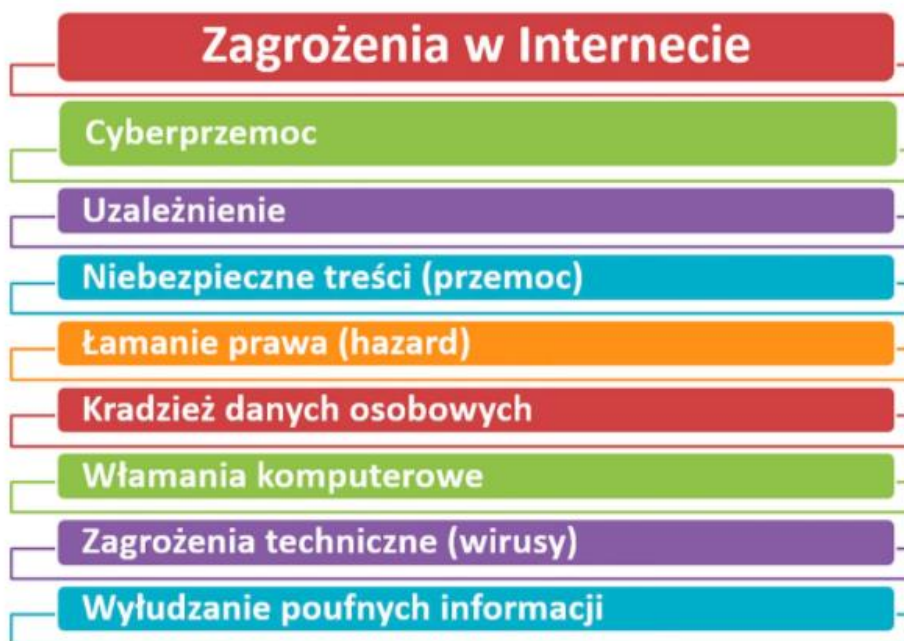 Zagrożenia w Internecie
Cyberprzemoc
Uzależnienie
Niebezpieczne treści (przemoc)
Łamanie prawa (hazard)
Kradzież danych osobowych
Włamania komputerowe
Zagrożenia techniczne (wirusy)
Wyłudzanie poufnych informacji